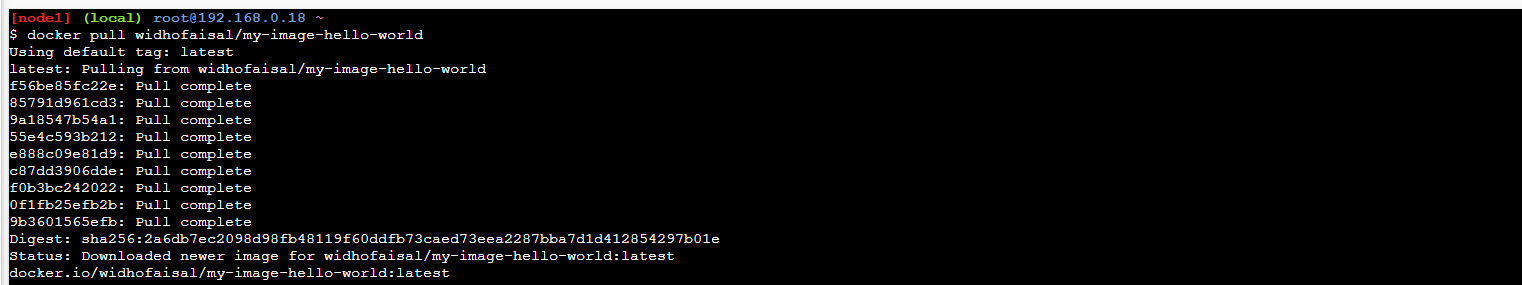 [node1] (local) root@192.168.0.18 ~
$ docker pull widhofaisal/my-image-hello-world
Using default tag: latest
latest: Pulling from widhofaisal/my-image-hello-world
f56be85fc22e: Pull complete
85791d961cd3: Pull complete
9a18547b54a1: Pull complete
55e4c593b212: Pull complete
e888c09e81d9: Pull complete
c87dd3906dde: Pull complete
f0b3bc242022: Pull complete
0f1fb25efb2b: Pull complete
9b3601565efb: Pull complete
Digest: sha256:2a6db7ec2098d98fb48119f60ddfb73caed73eea2287bba7d1d412854297b01e
Status: Downloaded newer image for widhofaisal/my-image-hello-world:latest
docker.io/widhofaisal/my-image-hello-world:latest